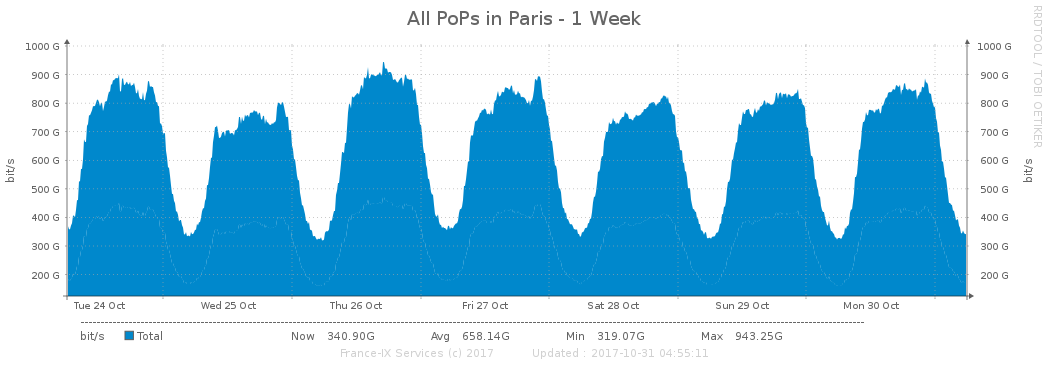 All PoPs in Paris - 1 Week
RRDTOOL / TOBI OETIKER
bit/s
1000 G
900 G
800 G
700 G
600 G
500 G
400 G
300 G
200 G
1000 G
900 G
800 G
700 G
600 G
500 G
400 G
300 G
200 G
bit/s
Tue 24 Oct Wed 25 Oct Thu 26 Oct Fri 27 Oct Sat 28 Oct Sun 29 Oct Mon 30 Oct
bit/s Total Now 340.90G Avg 658.14G Min 319.07G Max 943.25G
France-IX Services (c) 2017 Updated : 2017-10-31 04:55:11